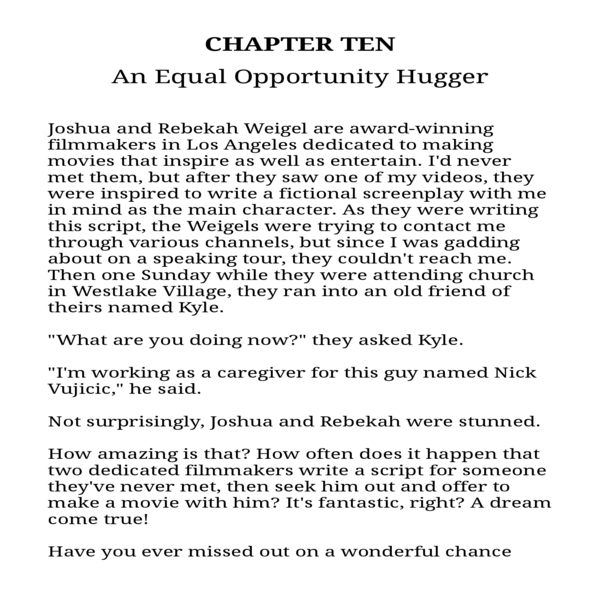 CHAPTER TEN
An Equal Opportunity Hugger
Joshua and Rebekah Weigel are award-winning
filmmakers in Los Angeles dedicated to making
movies that inspire as well as entertain. I'd never
met them, but after they saw one of my videos, they
were inspired to write a fictional screenplay with me
in mind as the main character. As they were writing
this script, the Weigels were trying to contact me
through various channels, but since I was gadding
about on a speaking tour, they couldn't reach me.
Then one Sunday while they were attending church
in Westlake Village, they ran into an old friend of
theirs named Kyle.
"What are you doing now?" they asked Kyle.
"I'm working as a caregiver for this guy named Nick
Vujicic," he said.
Not surprisingly, Joshua and Rebekah were stunned.
How amazing is that? How often does it happen that
two dedicated filmmakers write a script for someone
they've never met, then seek him out and offer to
make a movie with him? It's fantastic, right? A dream
come true!
Have you ever missed out on a wonderful chance